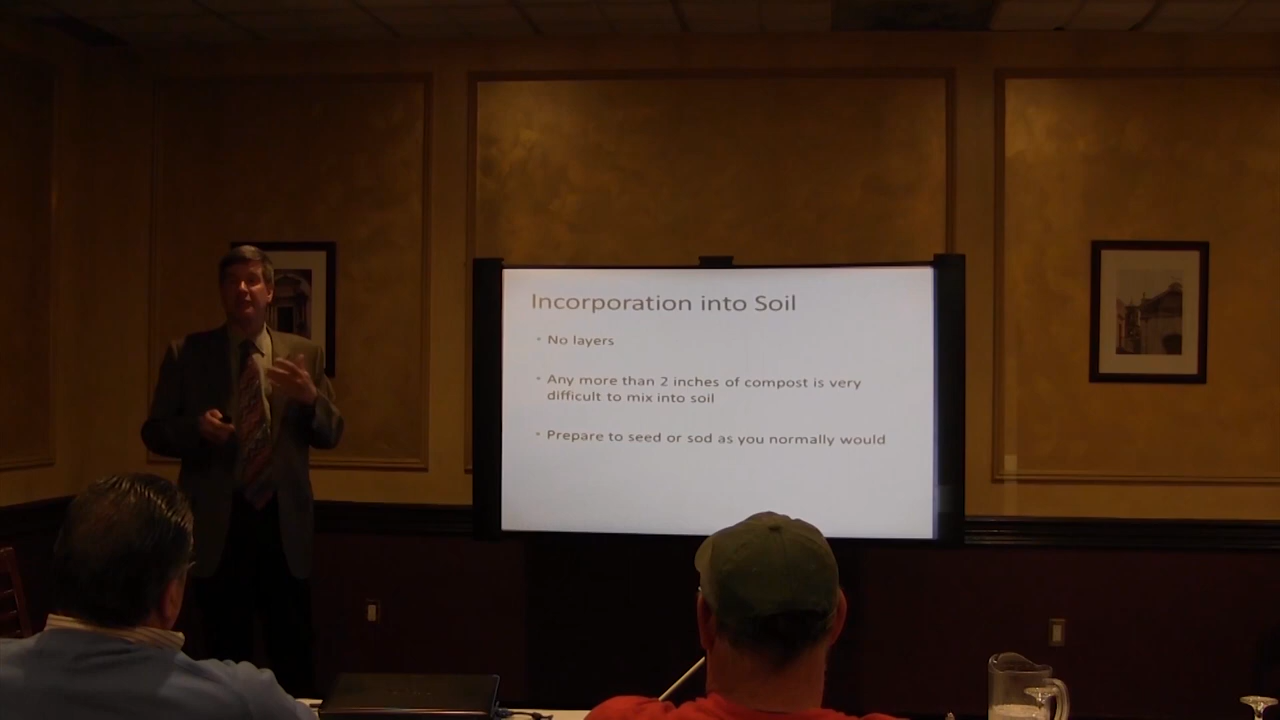 Incorporation into Soil
• No layers
• Any more than 2 inches of compost is very
difficult to mix into soil
• Prepare to seed or sod as you normally would